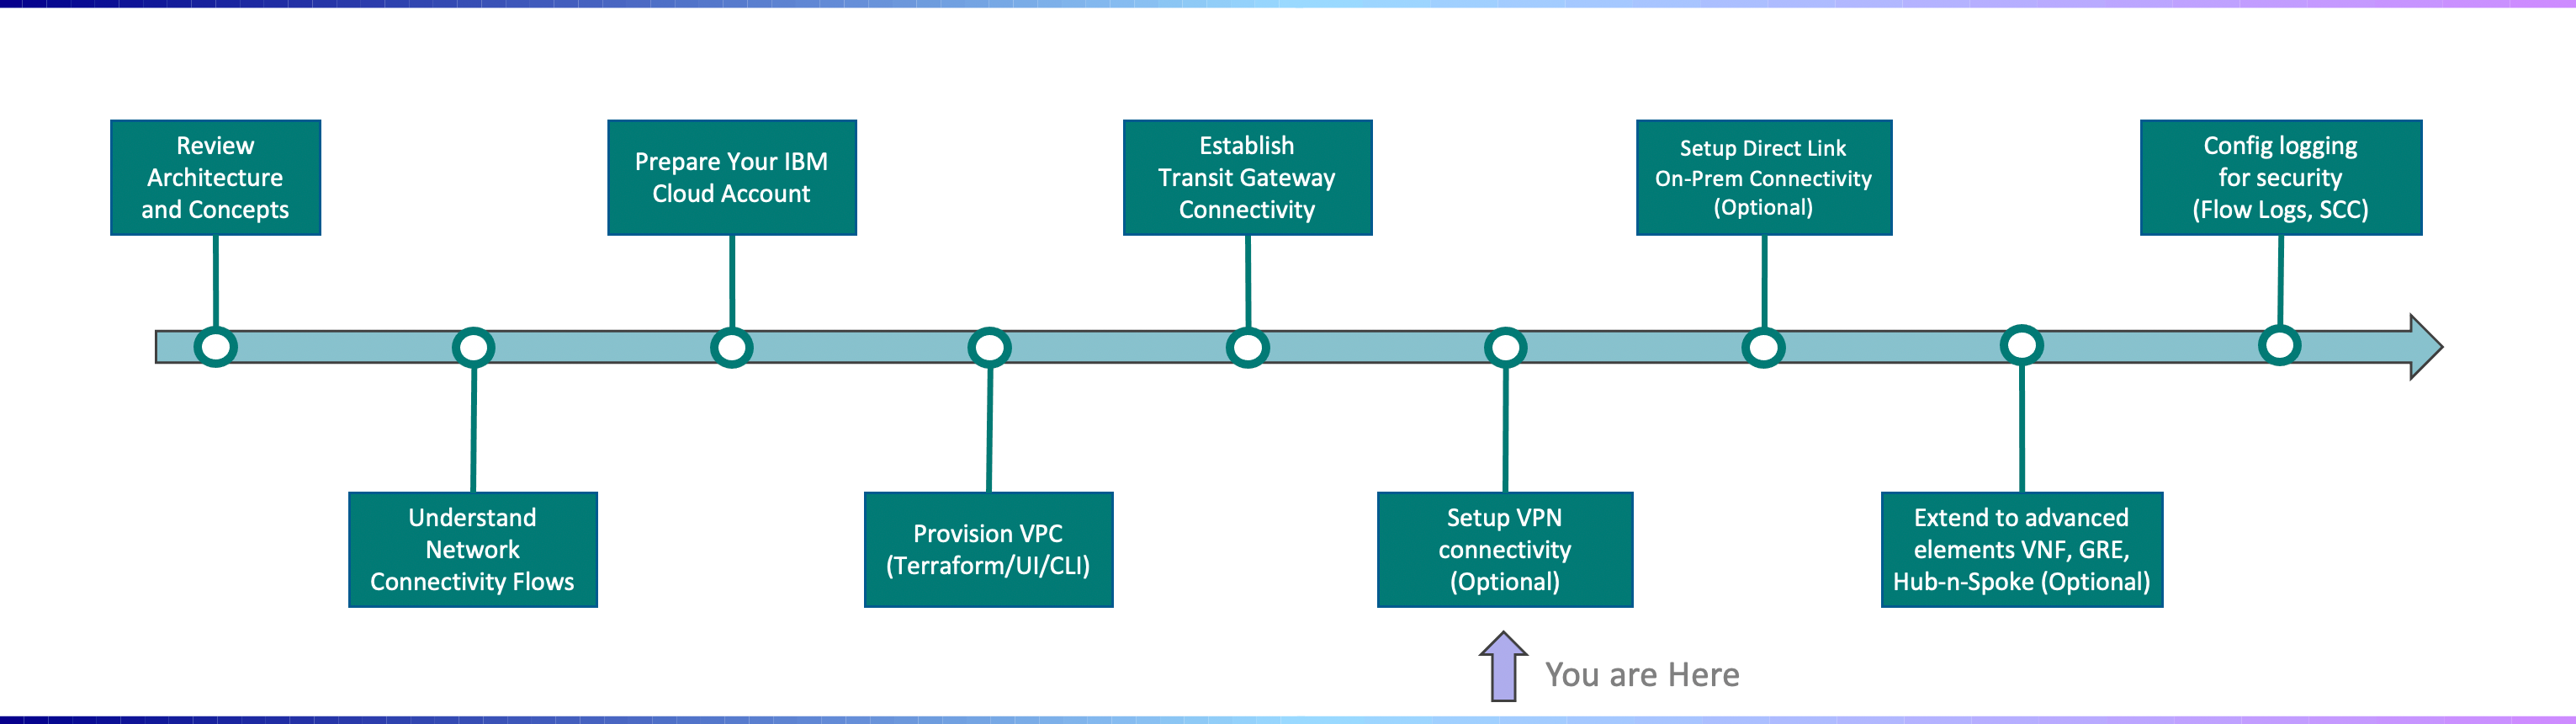 Review
Architecture
and Concepts
Understand
Network
Connectivity Flows
Prepare Your IBM
Cloud Account
Provision VPC
(Terraform/UI/CLI)
Establish
Transit Gateway
Connectivity
Setup VPN
connectivity
(Optional)
Setup Direct Link
On-Prem Connectivity
(Optional)
Extend to advanced
elements VNF, GRE,
Hub-n-Spoke (Optional)
Config logging
for security
(Flow Logs, SCC)
You are Here